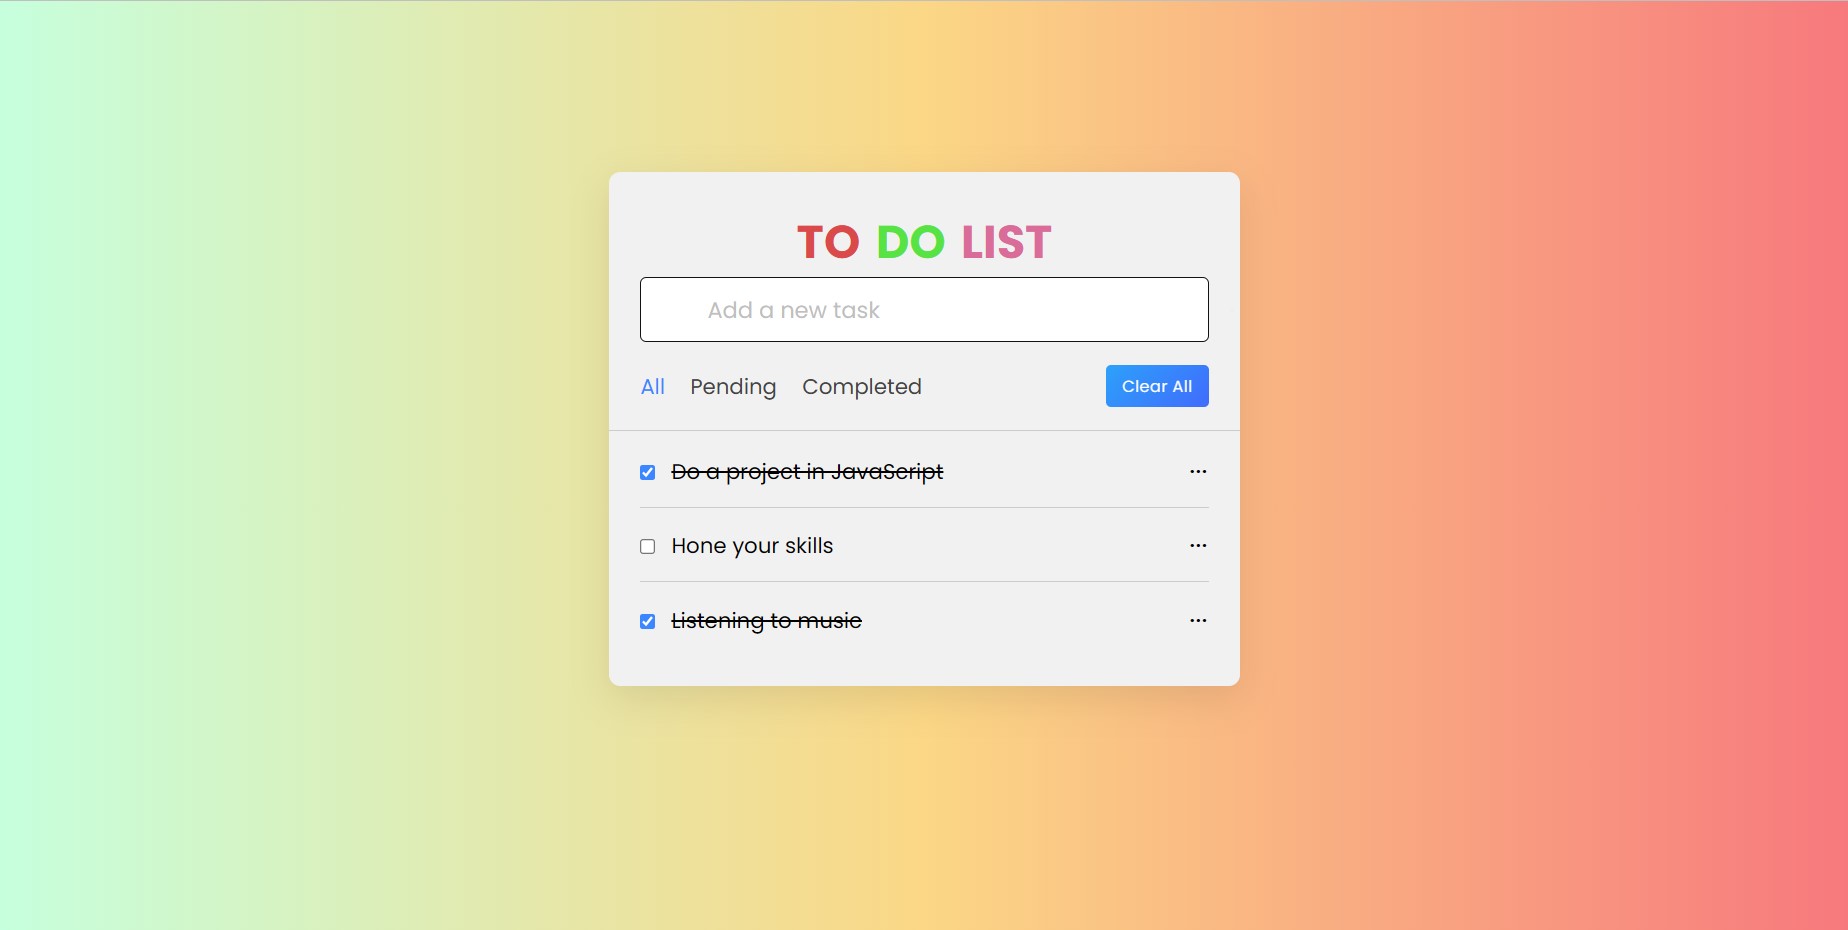 TO DO LIST
Add a new task
All Pending Completed Clear All
Do a project in JavaScript
Hone your skills
Listening to music